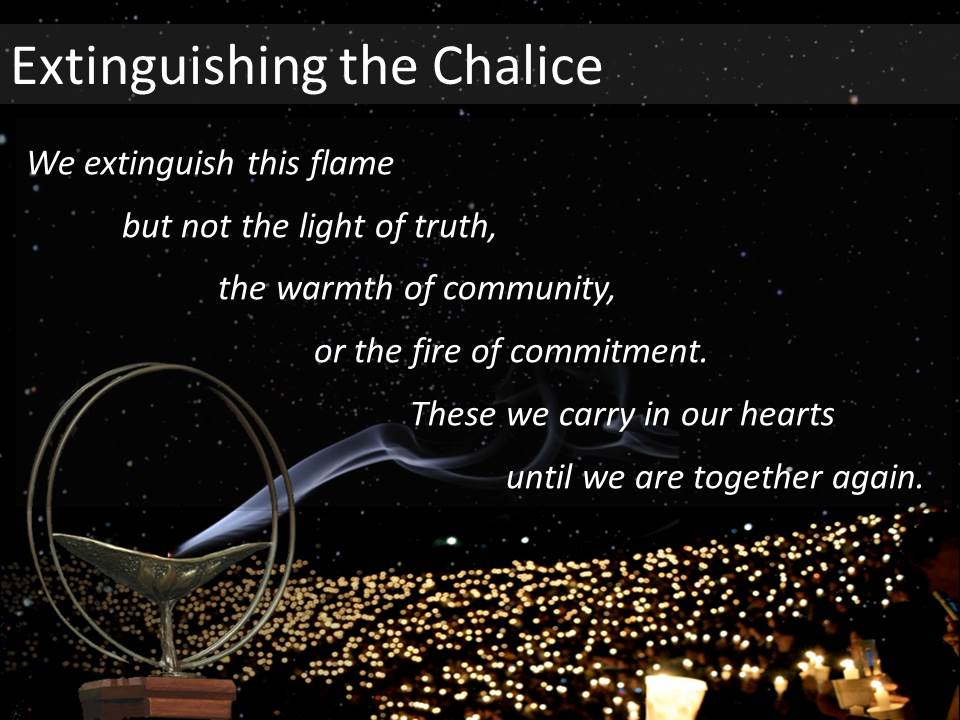 Extinguishing the Chalice
We extinguish this flame
but not the light of truth,
the warmth of community,
or the fire of commitment.
These we carry in our hearts
until we are together again.